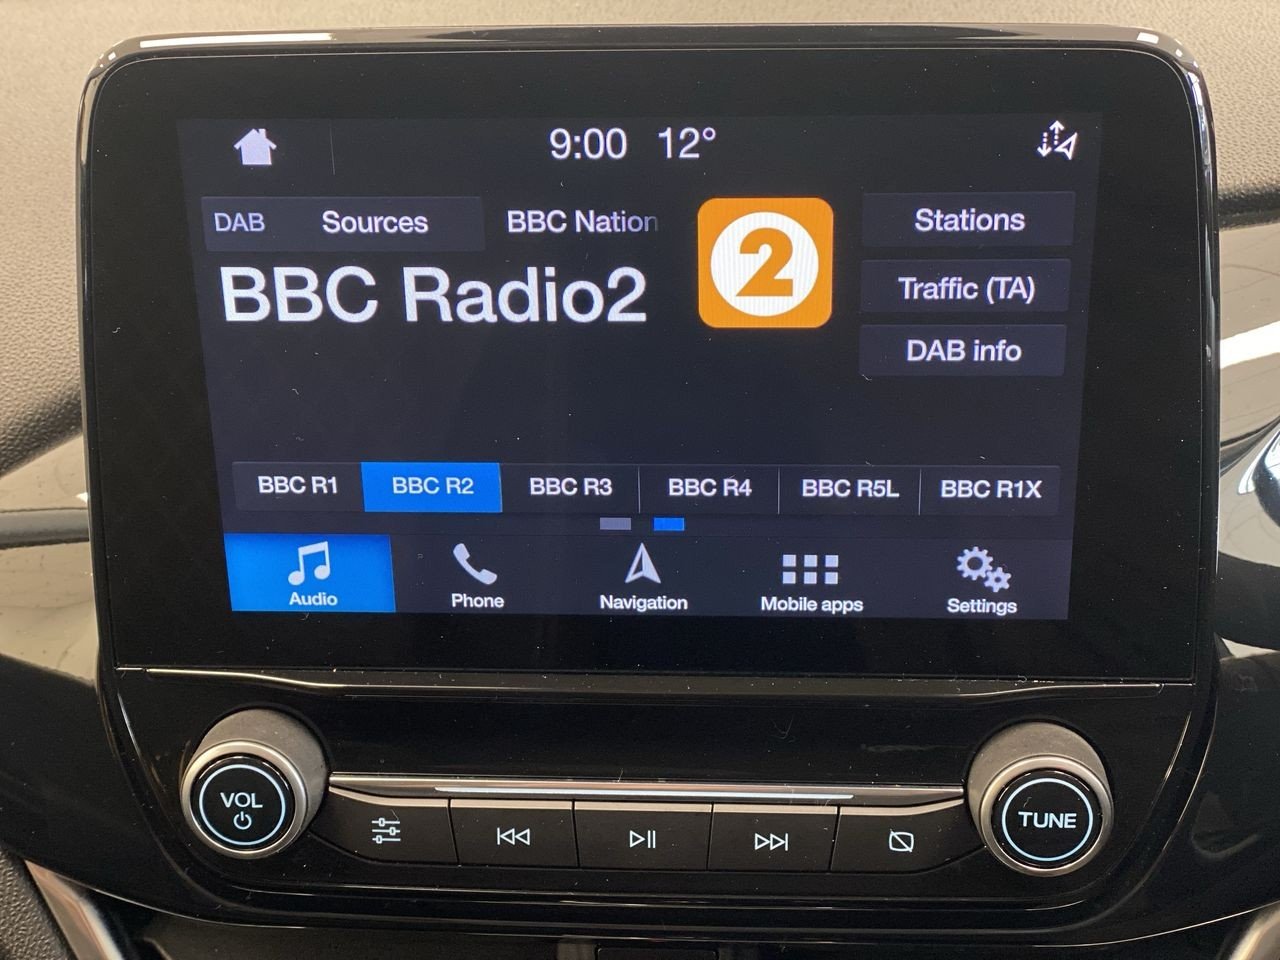 9:00 12°
DAB Sources BBC Nation
2
Stations
BBC Radio2
Traffic (TA)
DAB info
BBC R1 BBC R2 BBC R3 BBC R4 BBC R5L BBC R1X
Audio Phone Navigation Mobile apps Settings
VOL
TUNE